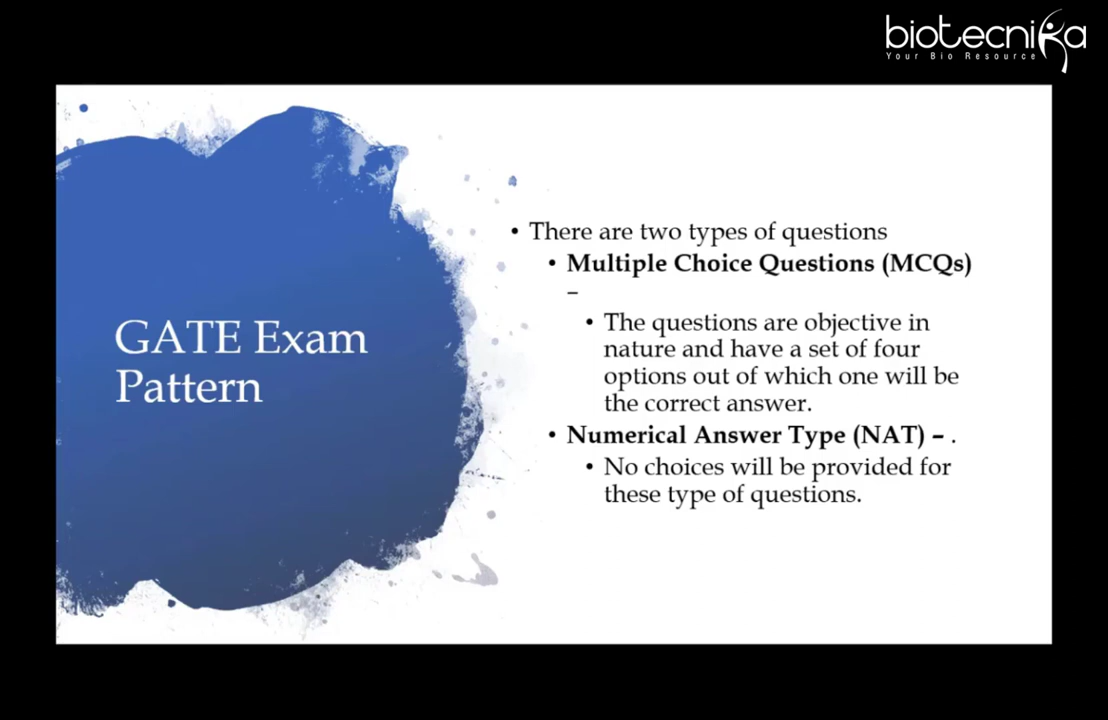 biotecnika
Your Bio Resource
GATE Exam
Pattern
• There are two types of questions
• Multiple Choice Questions (MCQs)
–
• The questions are objective in
nature and have a set of four
options out of which one will be
the correct answer.
• Numerical Answer Type (NAT) – .
• No choices will be provided for
these type of questions.